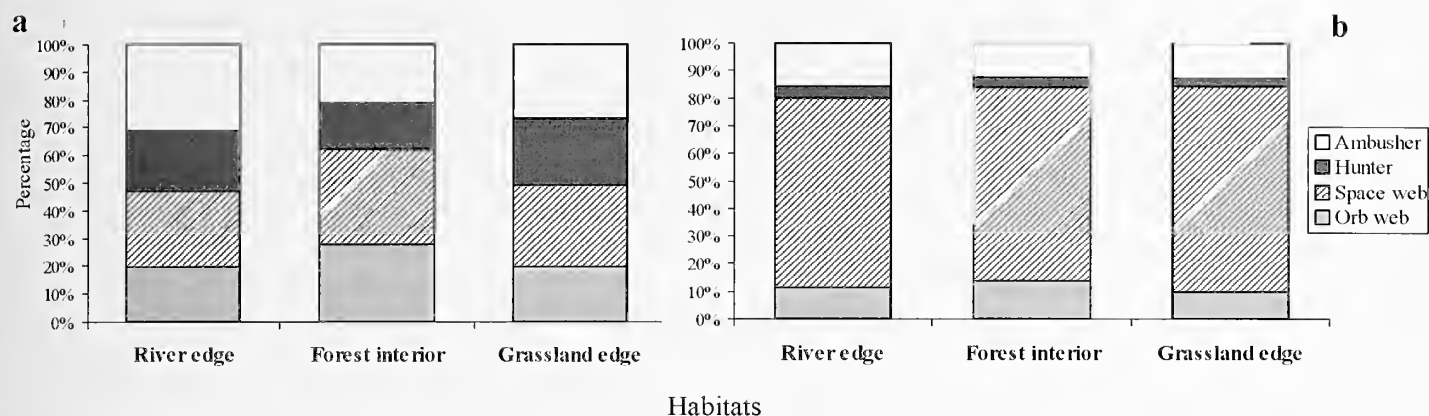 a
100%
90%
80%
70%
60%
50%
40%
30%
20%
10%
0%
Percentage
River edge
Forest interior
Grassland edge
b
100%
90%
80%
70%
60%
50%
40%
30%
20%
10%
0%
River edge
Forest interior
Grassland edge
Ambusher
Hunter
Space web
Orb web
Habitats